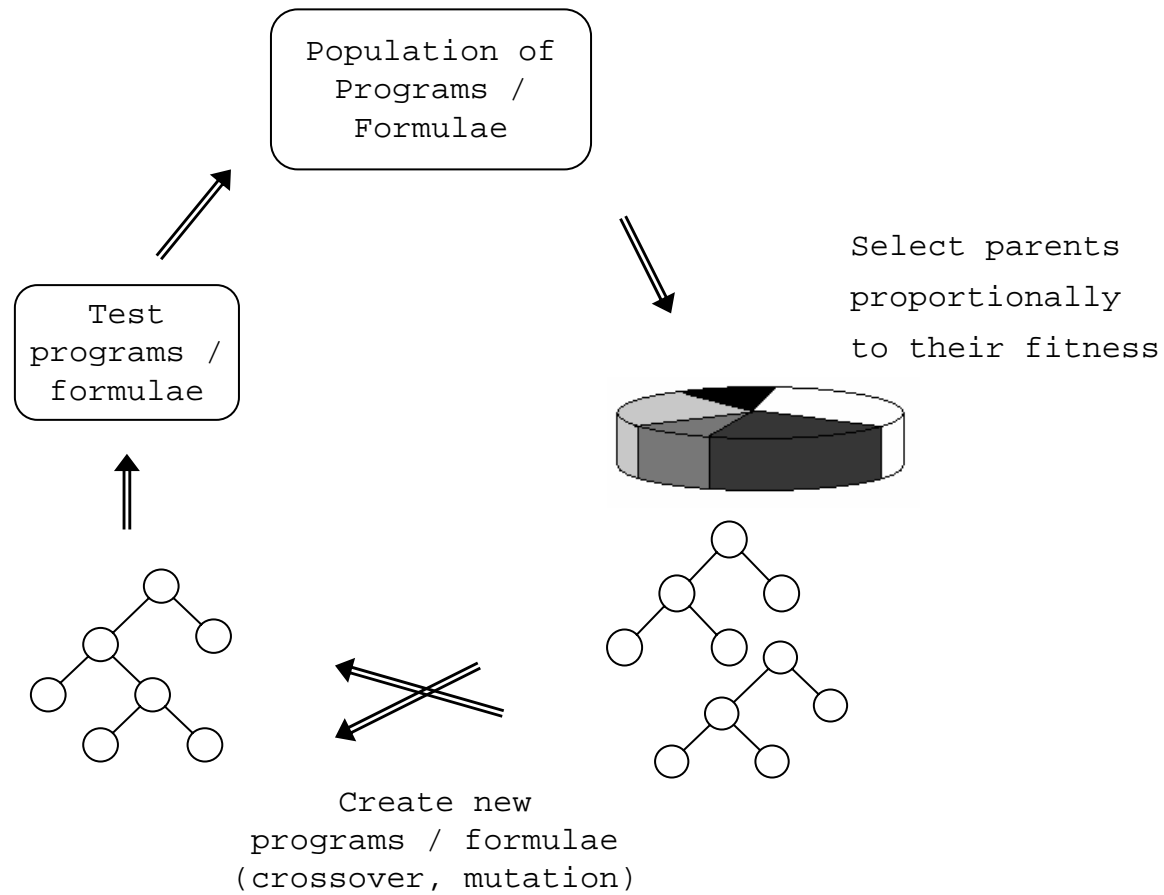 Population of
Programs /
Formulae
Select parents
proportionally
to their fitness
Test
programs /
formulae
Create new
programs / formulae
(crossover, mutation)